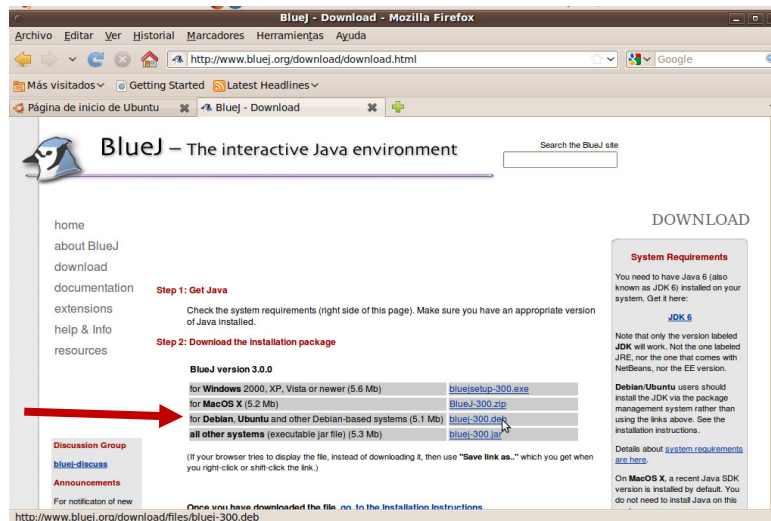 BlueJ - Download - Mozilla Firefox
Archivo Editar Ver Historial Marcadores Herramientas Ayuda
http://www.bluej.org/download/download.html
Google
Más visitados Getting Started Latest Headlines
Página de inicio de Ubuntu BlueJ - Download
BlueJ – The interactive Java environment
Search the BlueJ site
DOWNLOAD
home
about BlueJ
download
documentation
extensions
help & Info
resources
Discussion Group
bluej-discuss
Announcements
For notificaton of new
Step 1: Get Java
Check the system requirements (right side of this page). Make sure you have an appropriate version
of Java installed.
Step 2: Download the installation package
BlueJ version 3.0.0
for Windows 2000, XP, Vista or newer (5.6 Mb) bluejsetup-300.exe
for MacOS X (5.2 Mb) BlueJ-300.zip
for Debian, Ubuntu and other Debian-based systems (5.1 Mb) bluej-300.deb
all other systems (executable jar file) (5.3 Mb) bluej-300.jar
(If your browser tries to display the file, instead of downloading it, then use "Save link as.." which you get when
you right-click or shift-click the link.)
Once you have downloaded the file, go to the Installation Instructions
System Requirements
You need to have Java 6 (also
known as JDK 6) installed on your
system. Get it here:
JDK 6
Note that only the version labeled
JDK will work. Not the one labeled
JRE, nor the one that comes with
NetBeans, nor the EE version.
Debian/Ubuntu users should
install the JDK via the package
management system rather than
using the links above. See the
installation instructions.
Details about system requirements
are here.
On MacOS X, a recent Java SDK
version is installed by default. You
do not need to install Java on this
http://www.bluej.org/download/files/bluej-300.deb